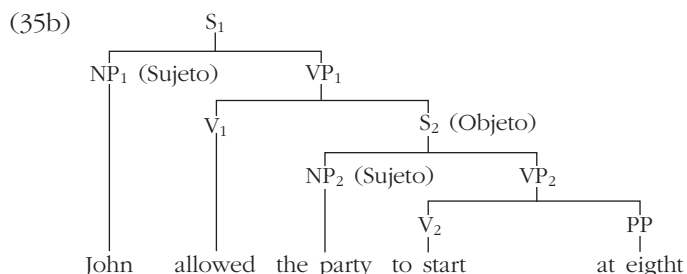 (35b) S₁
NP₁ (Sujeto) VP₁
V₁ S₂ (Objeto)
NP₂ (Sujeto) VP₂
V₂ PP
John allowed the party to start at eigtht